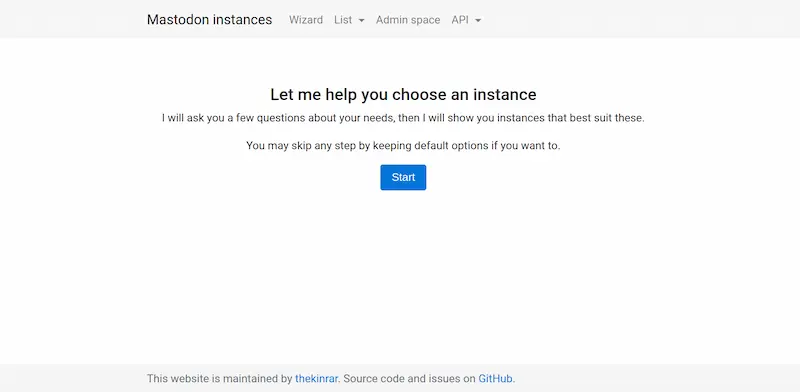 Mastodon instances Wizard List Admin space API
Let me help you choose an instance
I will ask you a few questions about your needs, then I will show you instances that best suit these.
You may skip any step by keeping default options if you want to.
Start
This website is maintained by thekinrar. Source code and issues on GitHub.